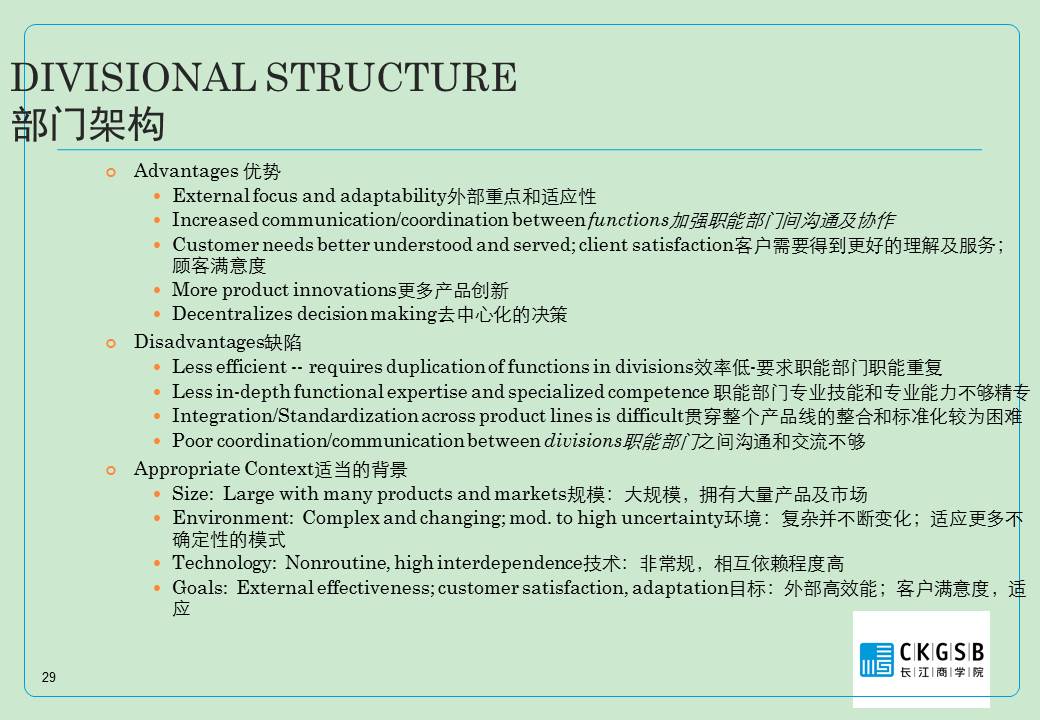 DIVISIONAL STRUCTURE
部门架构
Advantages 优势
External focus and adaptability外部重点和适应性
Increased communication/coordination between functions加强职能部门间沟通及协作
Customer needs better understood and served; client satisfaction客户需要得到更好的理解及服务；
顾客满意度
More product innovations更多产品创新
Decentralizes decision making去中心化的决策
Disadvantages缺陷
Less efficient -- requires duplication of functions in divisions效率低-要求职能部门职能重复
Less in-depth functional expertise and specialized competence 职能部门专业技能和专业能力不够精专
Integration/Standardization across product lines is difficult贯穿整个产品线的整合和标准化较为困难
Poor coordination/communication between divisions职能部门之间沟通和交流不够
Appropriate Context适当的背景
Size: Large with many products and markets规模：大规模，拥有大量产品及市场
Environment: Complex and changing; mod. to high uncertainty环境：复杂并不断变化；适应更多不
确定性的模式
Technology: Nonroutine, high interdependence技术：非常规，相互依赖程度高
Goals: External effectiveness; customer satisfaction, adaptation目标：外部高效能；客户满意度，适
应
CKGSB
长江商学院
29